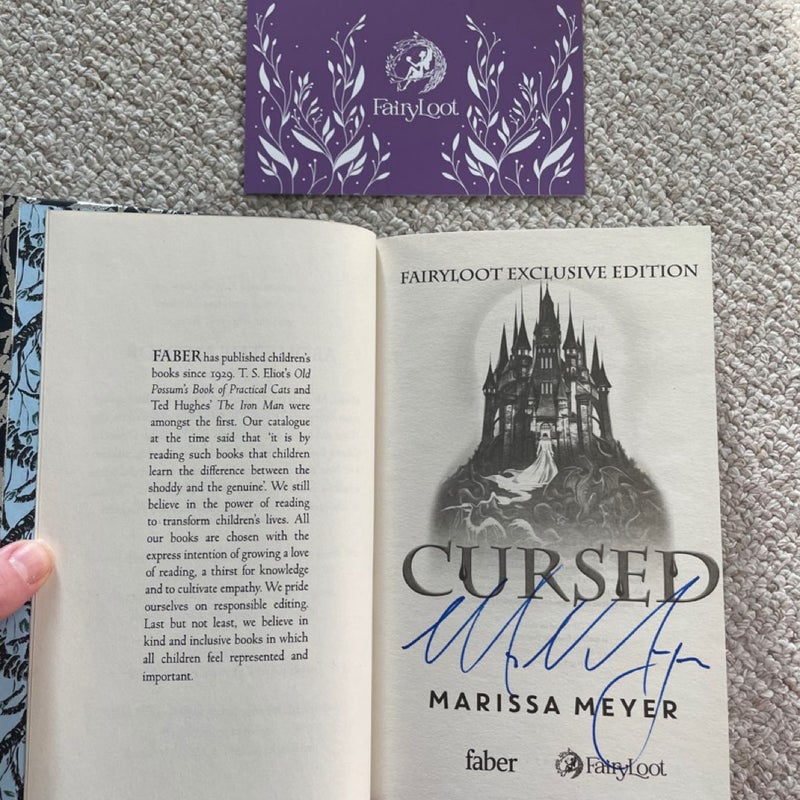 FairyLoot
FABER has published children's
books since 1929. T. S. Eliot's Old
Possum's Book of Practical Cats and
Ted Hughes' The Iron Man were
amongst the first. Our catalogue
at the time said that 'it is by
reading such books that children
learn the difference between the
shoddy and the genuine'. We still
believe in the power of reading
to transform children's lives. All
our books are chosen with the
express intention of growing a love
of reading, a thirst for knowledge
and to cultivate empathy. We pride
ourselves on responsible editing.
Last but not least, we believe in
kind and inclusive books in which
all children feel represented and
important.
FAIRYLOOT EXCLUSIVE EDITION
CURSED
MARISSA MEYER
faber FairyLoot